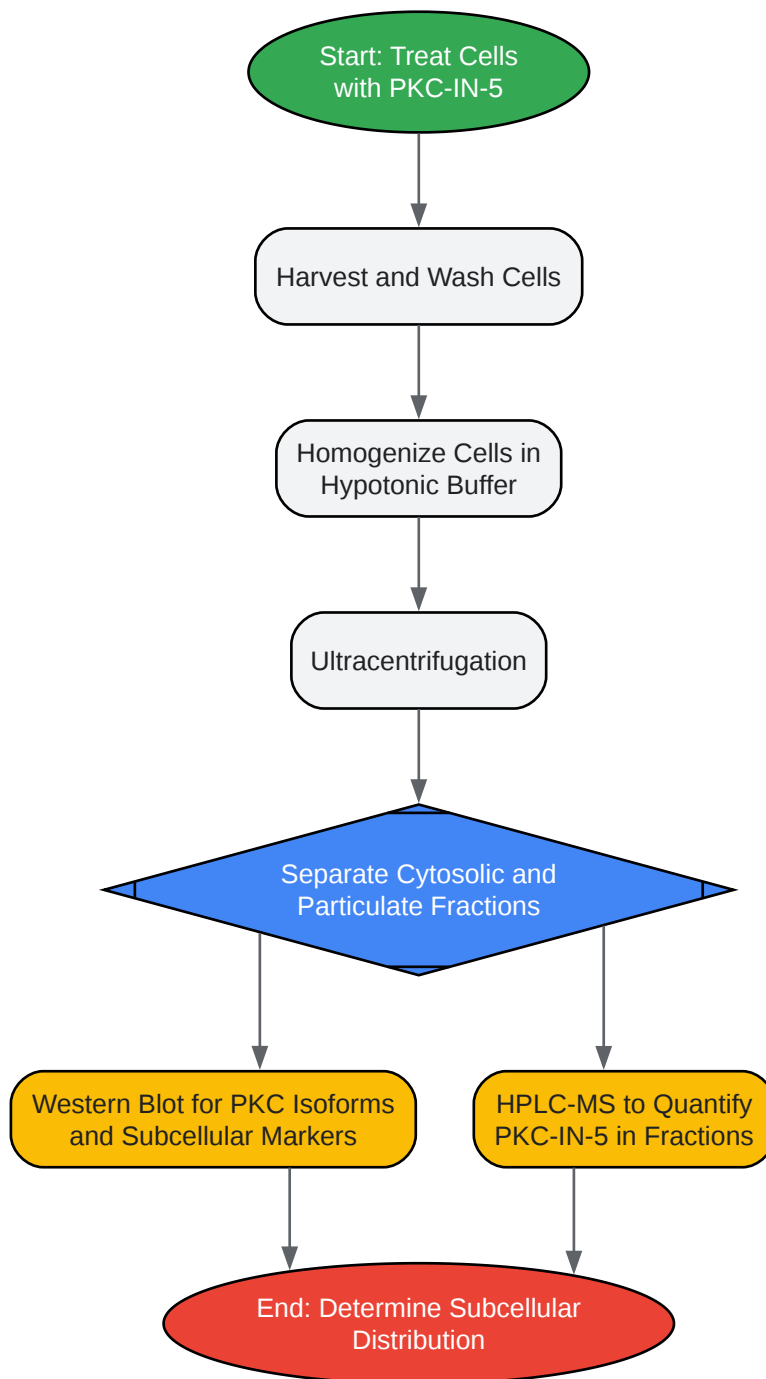 Start: Treat Cells
with PKC-IN-5
Harvest and Wash Cells
Homogenize Cells in
Hypotonic Buffer
Ultracentrifugation
Separate Cytosolic and
Particulate Fractions
Western Blot for PKC Isoforms
and Subcellular Markers
HPLC-MS to Quantify
PKC-IN-5 in Fractions
End: Determine Subcellular
Distribution